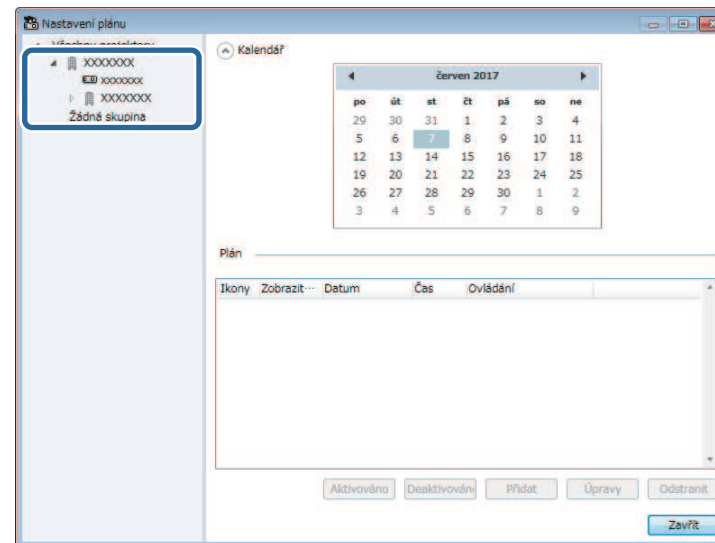 Nastavení plánu
Všechny projektory
XXXXXXX
xxxxxxx
XXXXXXX
Žádná skupina
Kalendář
červen 2017
po út st čt pá so ne
29 30 31 1 2 3 4
5 6 7 8 9 10 11
12 13 14 15 16 17 18
19 20 21 22 23 24 25
26 27 28 29 30 1 2
3 4 5 6 7 8 9
Plán
Ikony Zobrazit··· Datum Čas Ovládání
Aktivováno Deaktivován Přidat Úpravy Odstranit
Zavřít